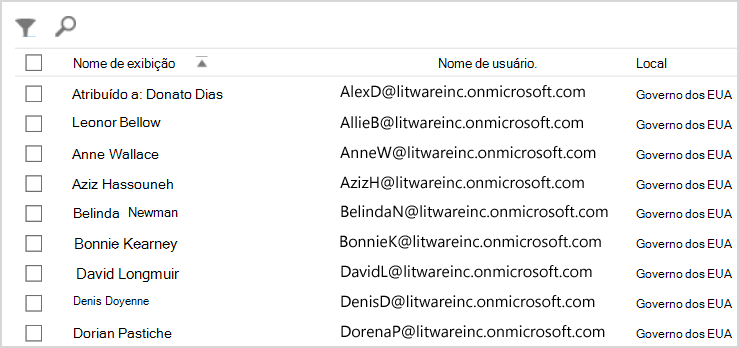 Nome de exibição Nome de usuário. Local
Atribuído a: Donato Dias AlexD@litwareinc.onmicrosoft.com Governo dos EUA
Leonor Bellow AllieB@litwareinc.onmicrosoft.com Governo dos EUA
Anne Wallace AnneW@litwareinc.onmicrosoft.com Governo dos EUA
Aziz Hassouneh AzizH@litwareinc.onmicrosoft.com Governo dos EUA
Belinda Newman BelindaN@litwareinc.onmicrosoft.com Governo dos EUA
Bonnie Kearney BonnieK@litwareinc.onmicrosoft.com Governo dos EUA
David Longmuir DavidL@litwareinc.onmicrosoft.com Governo dos EUA
Denis Doyenne DenisD@litwareinc.onmicrosoft.com Governo dos EUA
Dorian Pastiche DorenaP@litwareinc.onmicrosoft.com Governo dos EUA